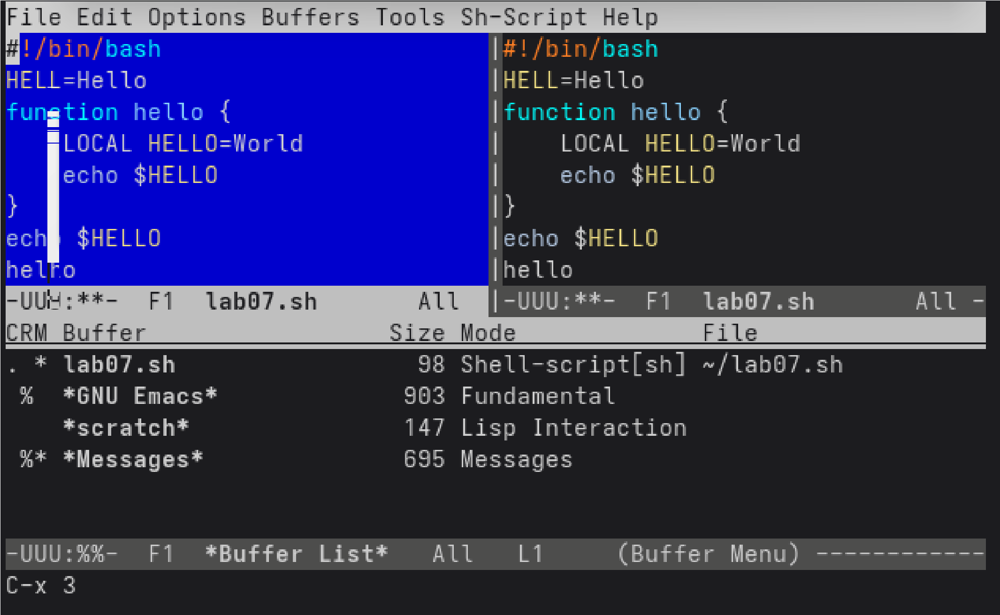 File Edit Options Buffers Tools Sh-Script Help
#!/bin/bash
HELL=Hello
function hello {
    LOCAL HELLO=World
    echo $HELLO
}
echo $HELLO
hello
-UUU:**-  F1  lab07.sh       All
#!/bin/bash
HELL=Hello
function hello {
    LOCAL HELLO=World
    echo $HELLO
}
echo $HELLO
hello
-UUU:**-  F1  lab07.sh       All -
CRM Buffer                 Size Mode             File
. * lab07.sh                 98 Shell-script[sh] ~/lab07.sh
 %  *GNU Emacs*             903 Fundamental
    *scratch*               147 Lisp Interaction
 %* *Messages*              695 Messages
-UUU:%%-  F1  *Buffer List*   All   L1     (Buffer Menu) ------------
C-x 3